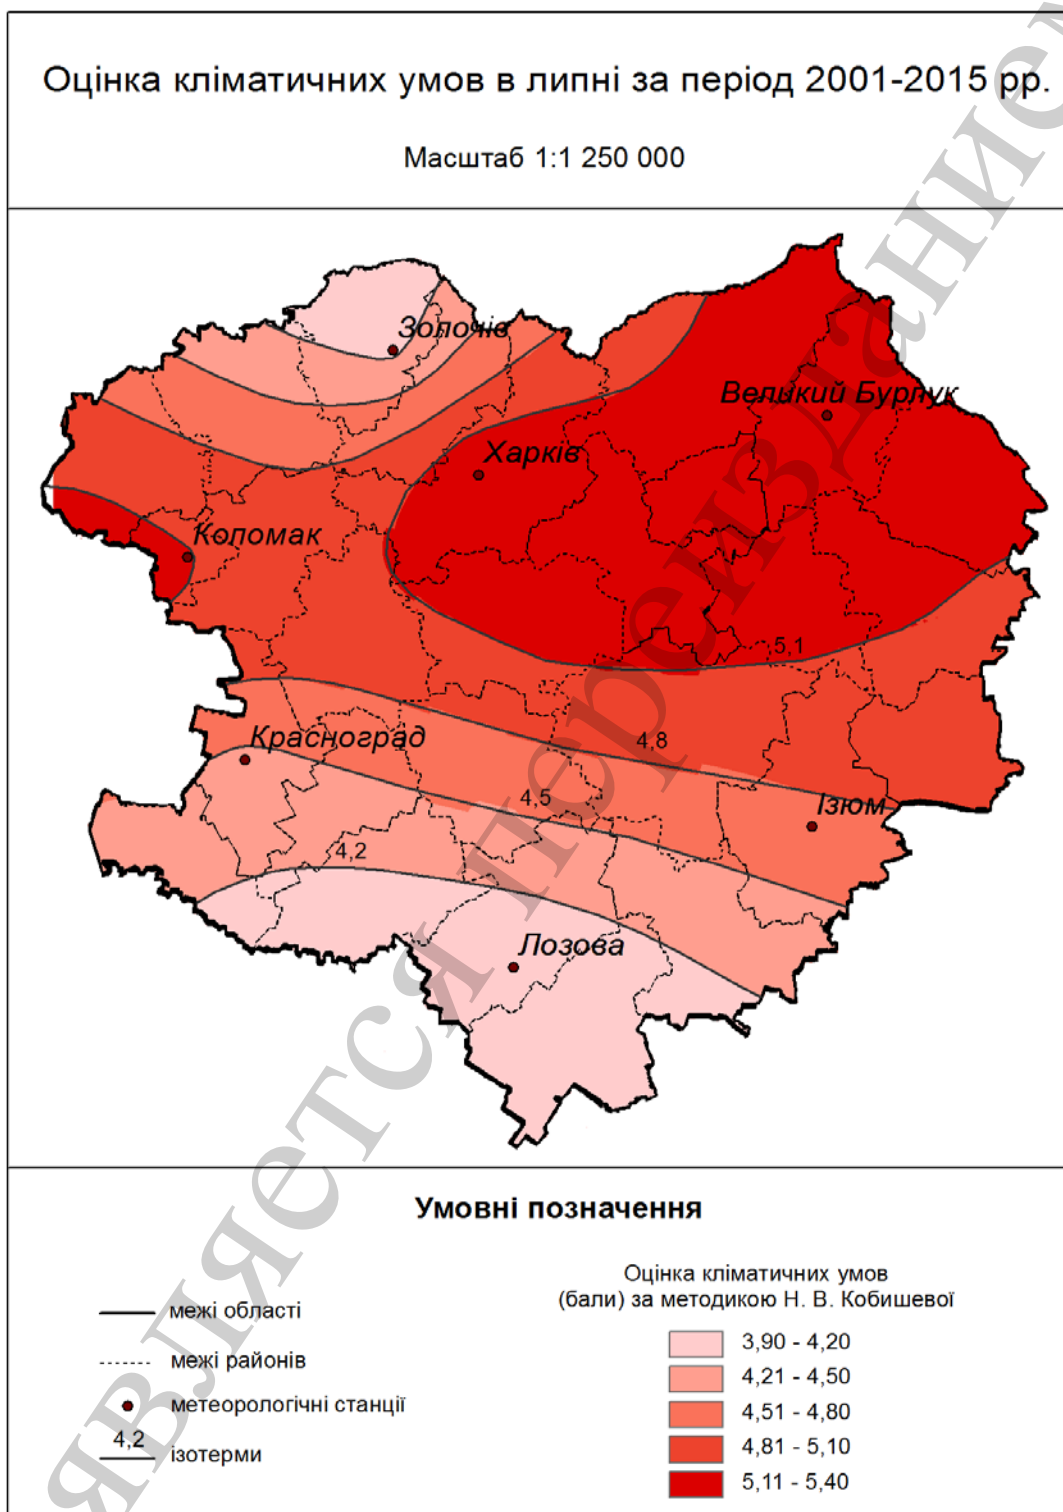 Оцінка кліматичних умов в липні за період 2001-2015 рр.
Масштаб 1:1 250 000
Золочів
Великий Бурлук
Харків
Коломак
5,1
Красноград
4,8
4,5
Ізюм
4,2
Лозова
Умовні позначення
межі області
межі районів
метеорологічні станції
4,2
ізотерми
Оцінка кліматичних умов
(бали) за методикою Н. В. Кобишевої
3,90 - 4,20
4,21 - 4,50
4,51 - 4,80
4,81 - 5,10
5,11 - 5,40
является переизданием